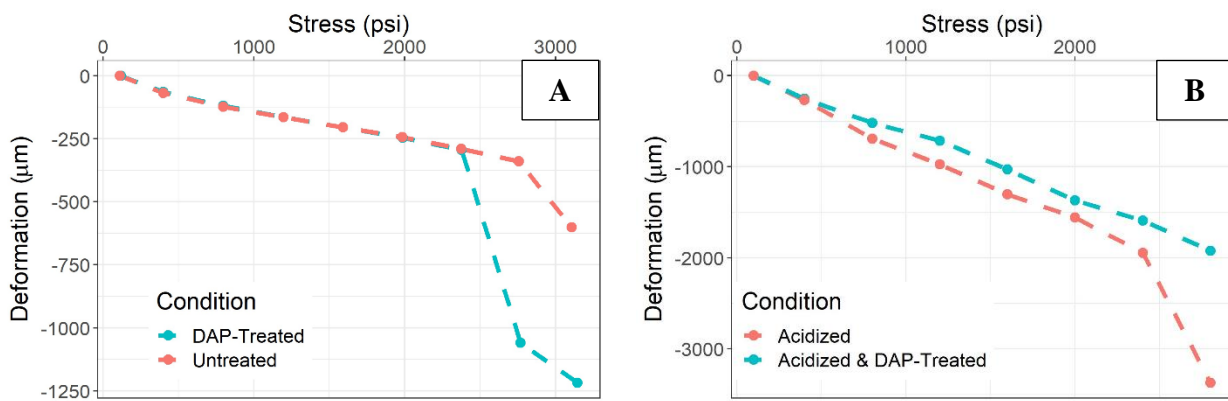 Stress (psi)
0 1000 2000 3000
A
0
-250
-500
-750
-1000
-1250
Deformation (μm)
Condition
DAP-Treated
Untreated
Stress (psi)
0 1000 2000
B
0
-1000
-2000
-3000
Deformation (μm)
Condition
Acidized
Acidized & DAP-Treated